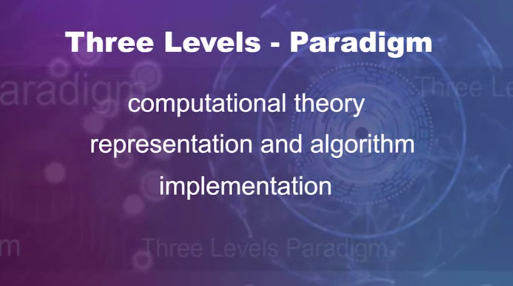 Three Levels - Paradigm
aradigm
Three Le
computational theory
representation and algorithm
implementation
m
Three Levels Paradigm